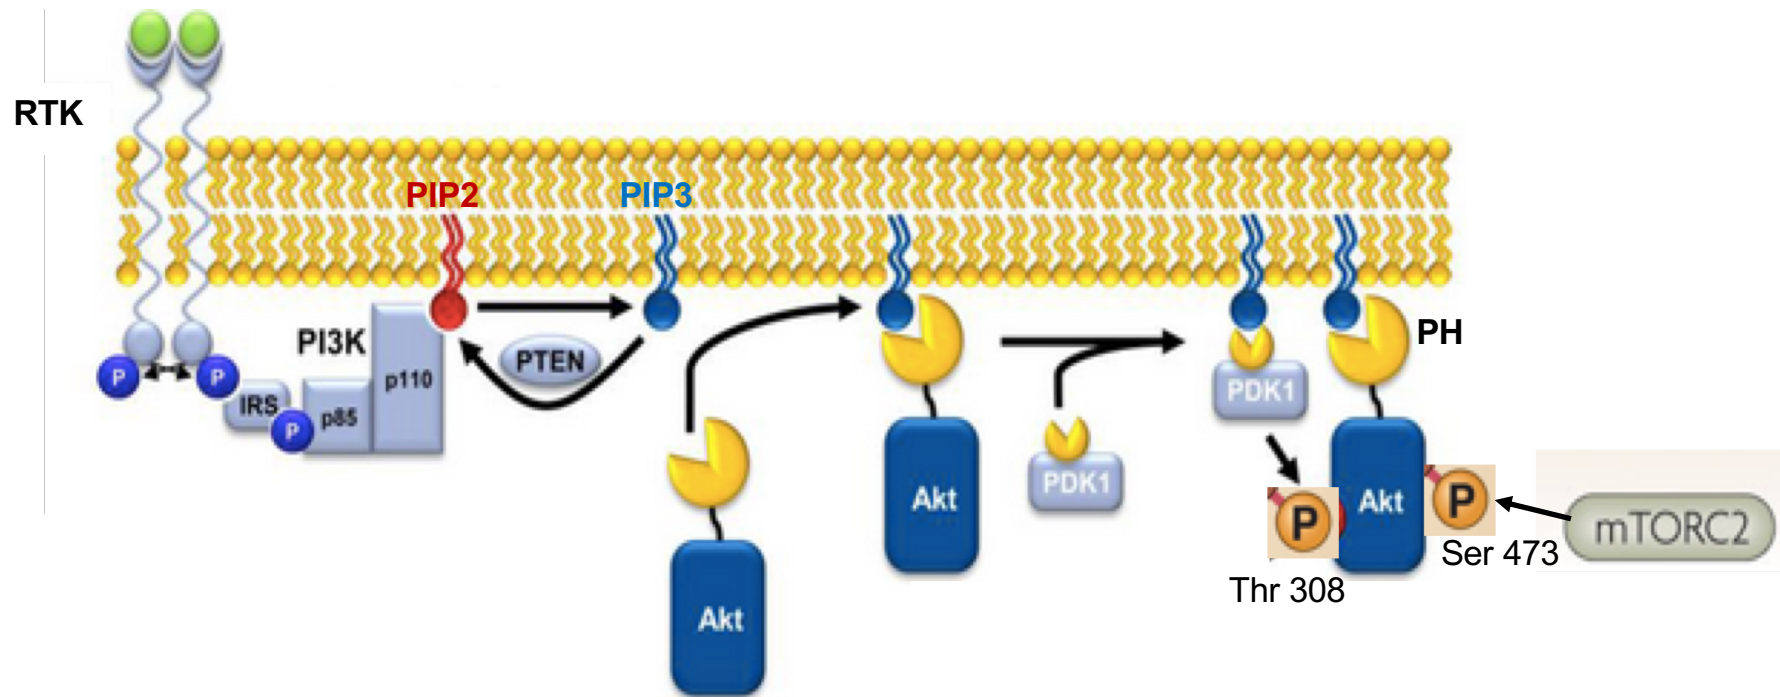 RTK
PIP2
PIP3
PI3K
PTEN
p110
PH
P
P
IRS
p85
P
PDK1
Akt
PDK1
Akt
P
Akt
P
mTORC2
Ser 473
Thr 308
Akt